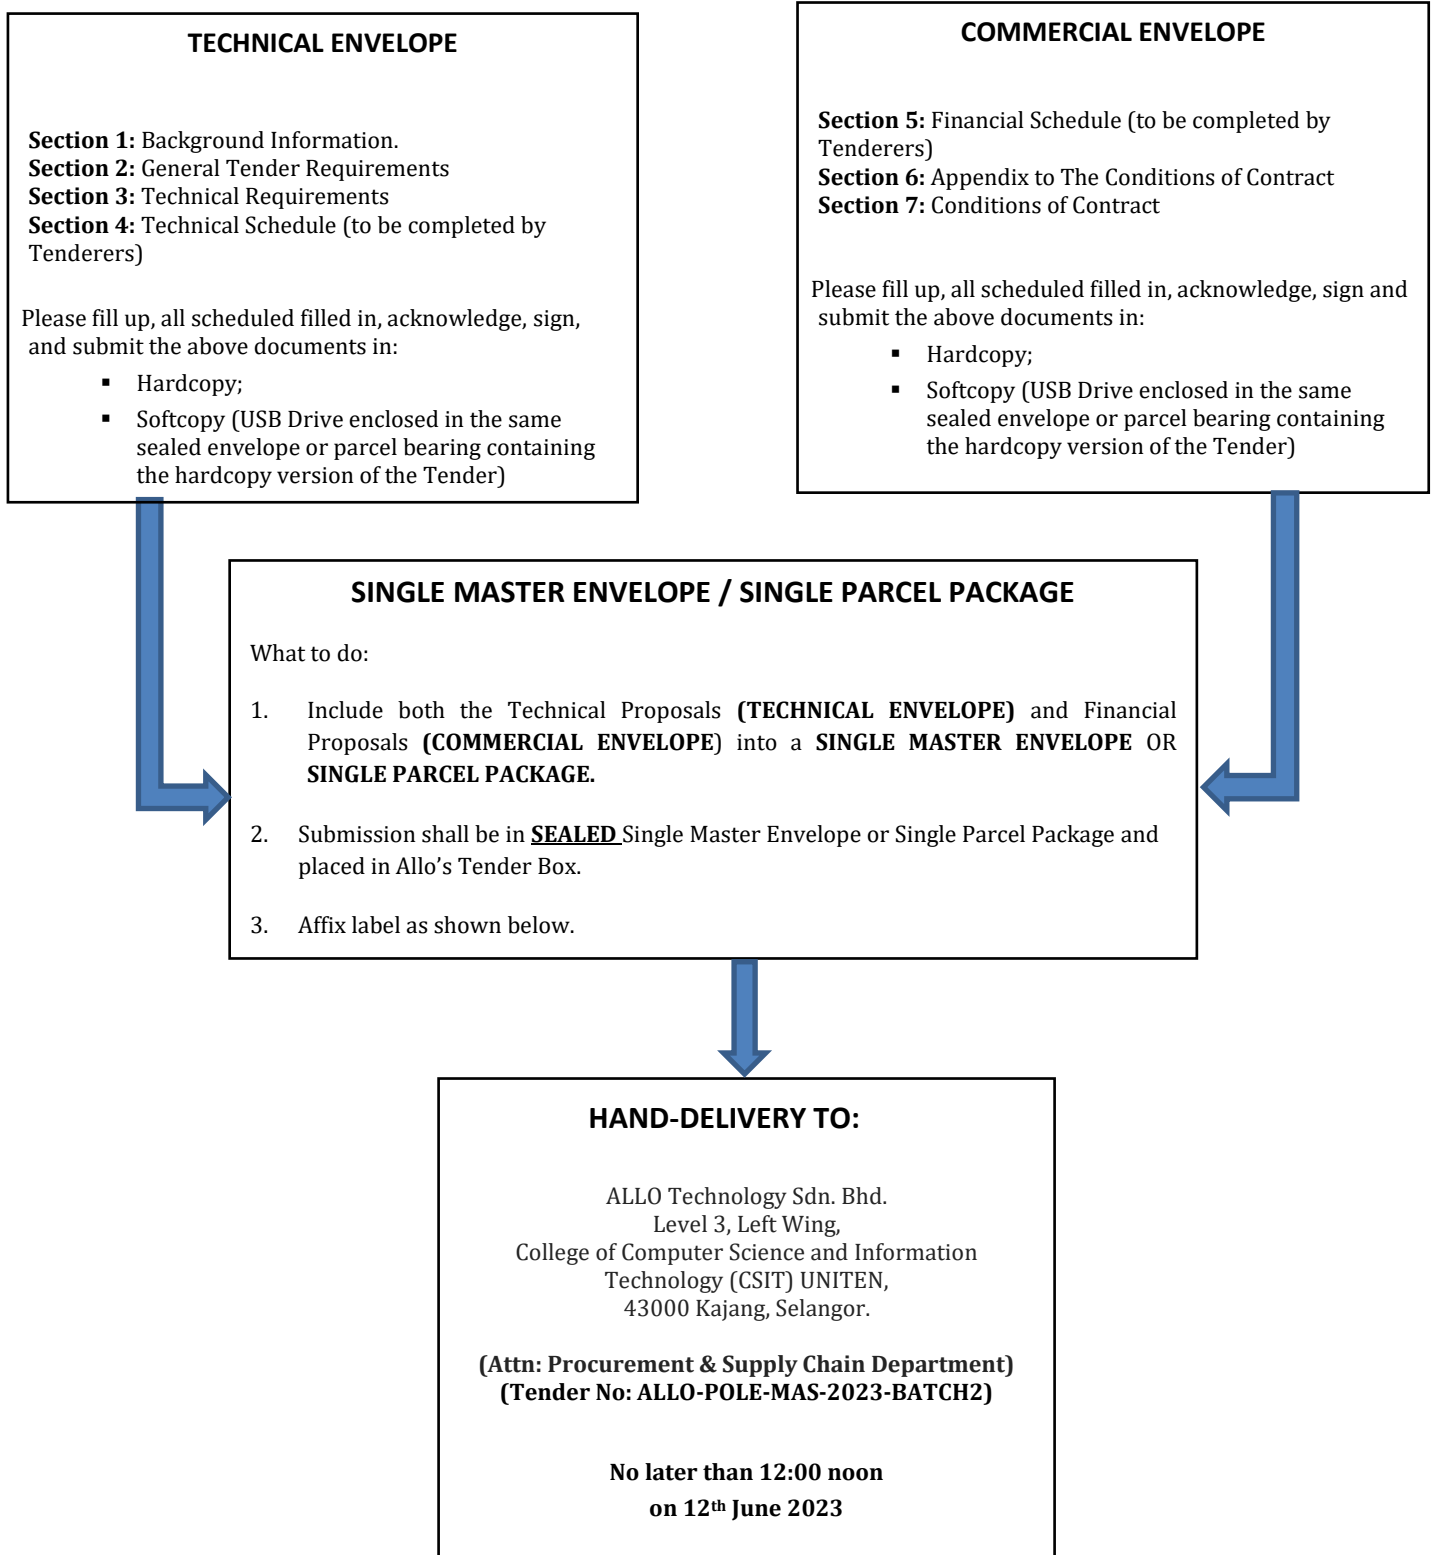 TECHNICAL ENVELOPE
Section 1: Background Information.
Section 2: General Tender Requirements
Section 3: Technical Requirements
Section 4: Technical Schedule (to be completed by
Tenderers)
Please fill up, all scheduled filled in, acknowledge, sign,
and submit the above documents in:
▪ Hardcopy;
▪ Softcopy (USB Drive enclosed in the same
sealed envelope or parcel bearing containing
the hardcopy version of the Tender)
COMMERCIAL ENVELOPE
Section 5: Financial Schedule (to be completed by
Tenderers)
Section 6: Appendix to The Conditions of Contract
Section 7: Conditions of Contract
Please fill up, all scheduled filled in, acknowledge, sign and
submit the above documents in:
▪ Hardcopy;
▪ Softcopy (USB Drive enclosed in the same
sealed envelope or parcel bearing containing
the hardcopy version of the Tender)
SINGLE MASTER ENVELOPE / SINGLE PARCEL PACKAGE
What to do:
1. Include both the Technical Proposals (TECHNICAL ENVELOPE) and Financial
Proposals (COMMERCIAL ENVELOPE) into a SINGLE MASTER ENVELOPE OR
SINGLE PARCEL PACKAGE.
2. Submission shall be in SEALED Single Master Envelope or Single Parcel Package and
placed in Allo’s Tender Box.
3. Affix label as shown below.
HAND-DELIVERY TO:
ALLO Technology Sdn. Bhd.
Level 3, Left Wing,
College of Computer Science and Information
Technology (CSIT) UNITEN,
43000 Kajang, Selangor.
(Attn: Procurement & Supply Chain Department)
(Tender No: ALLO-POLE-MAS-2023-BATCH2)
No later than 12:00 noon
on 12th June 2023